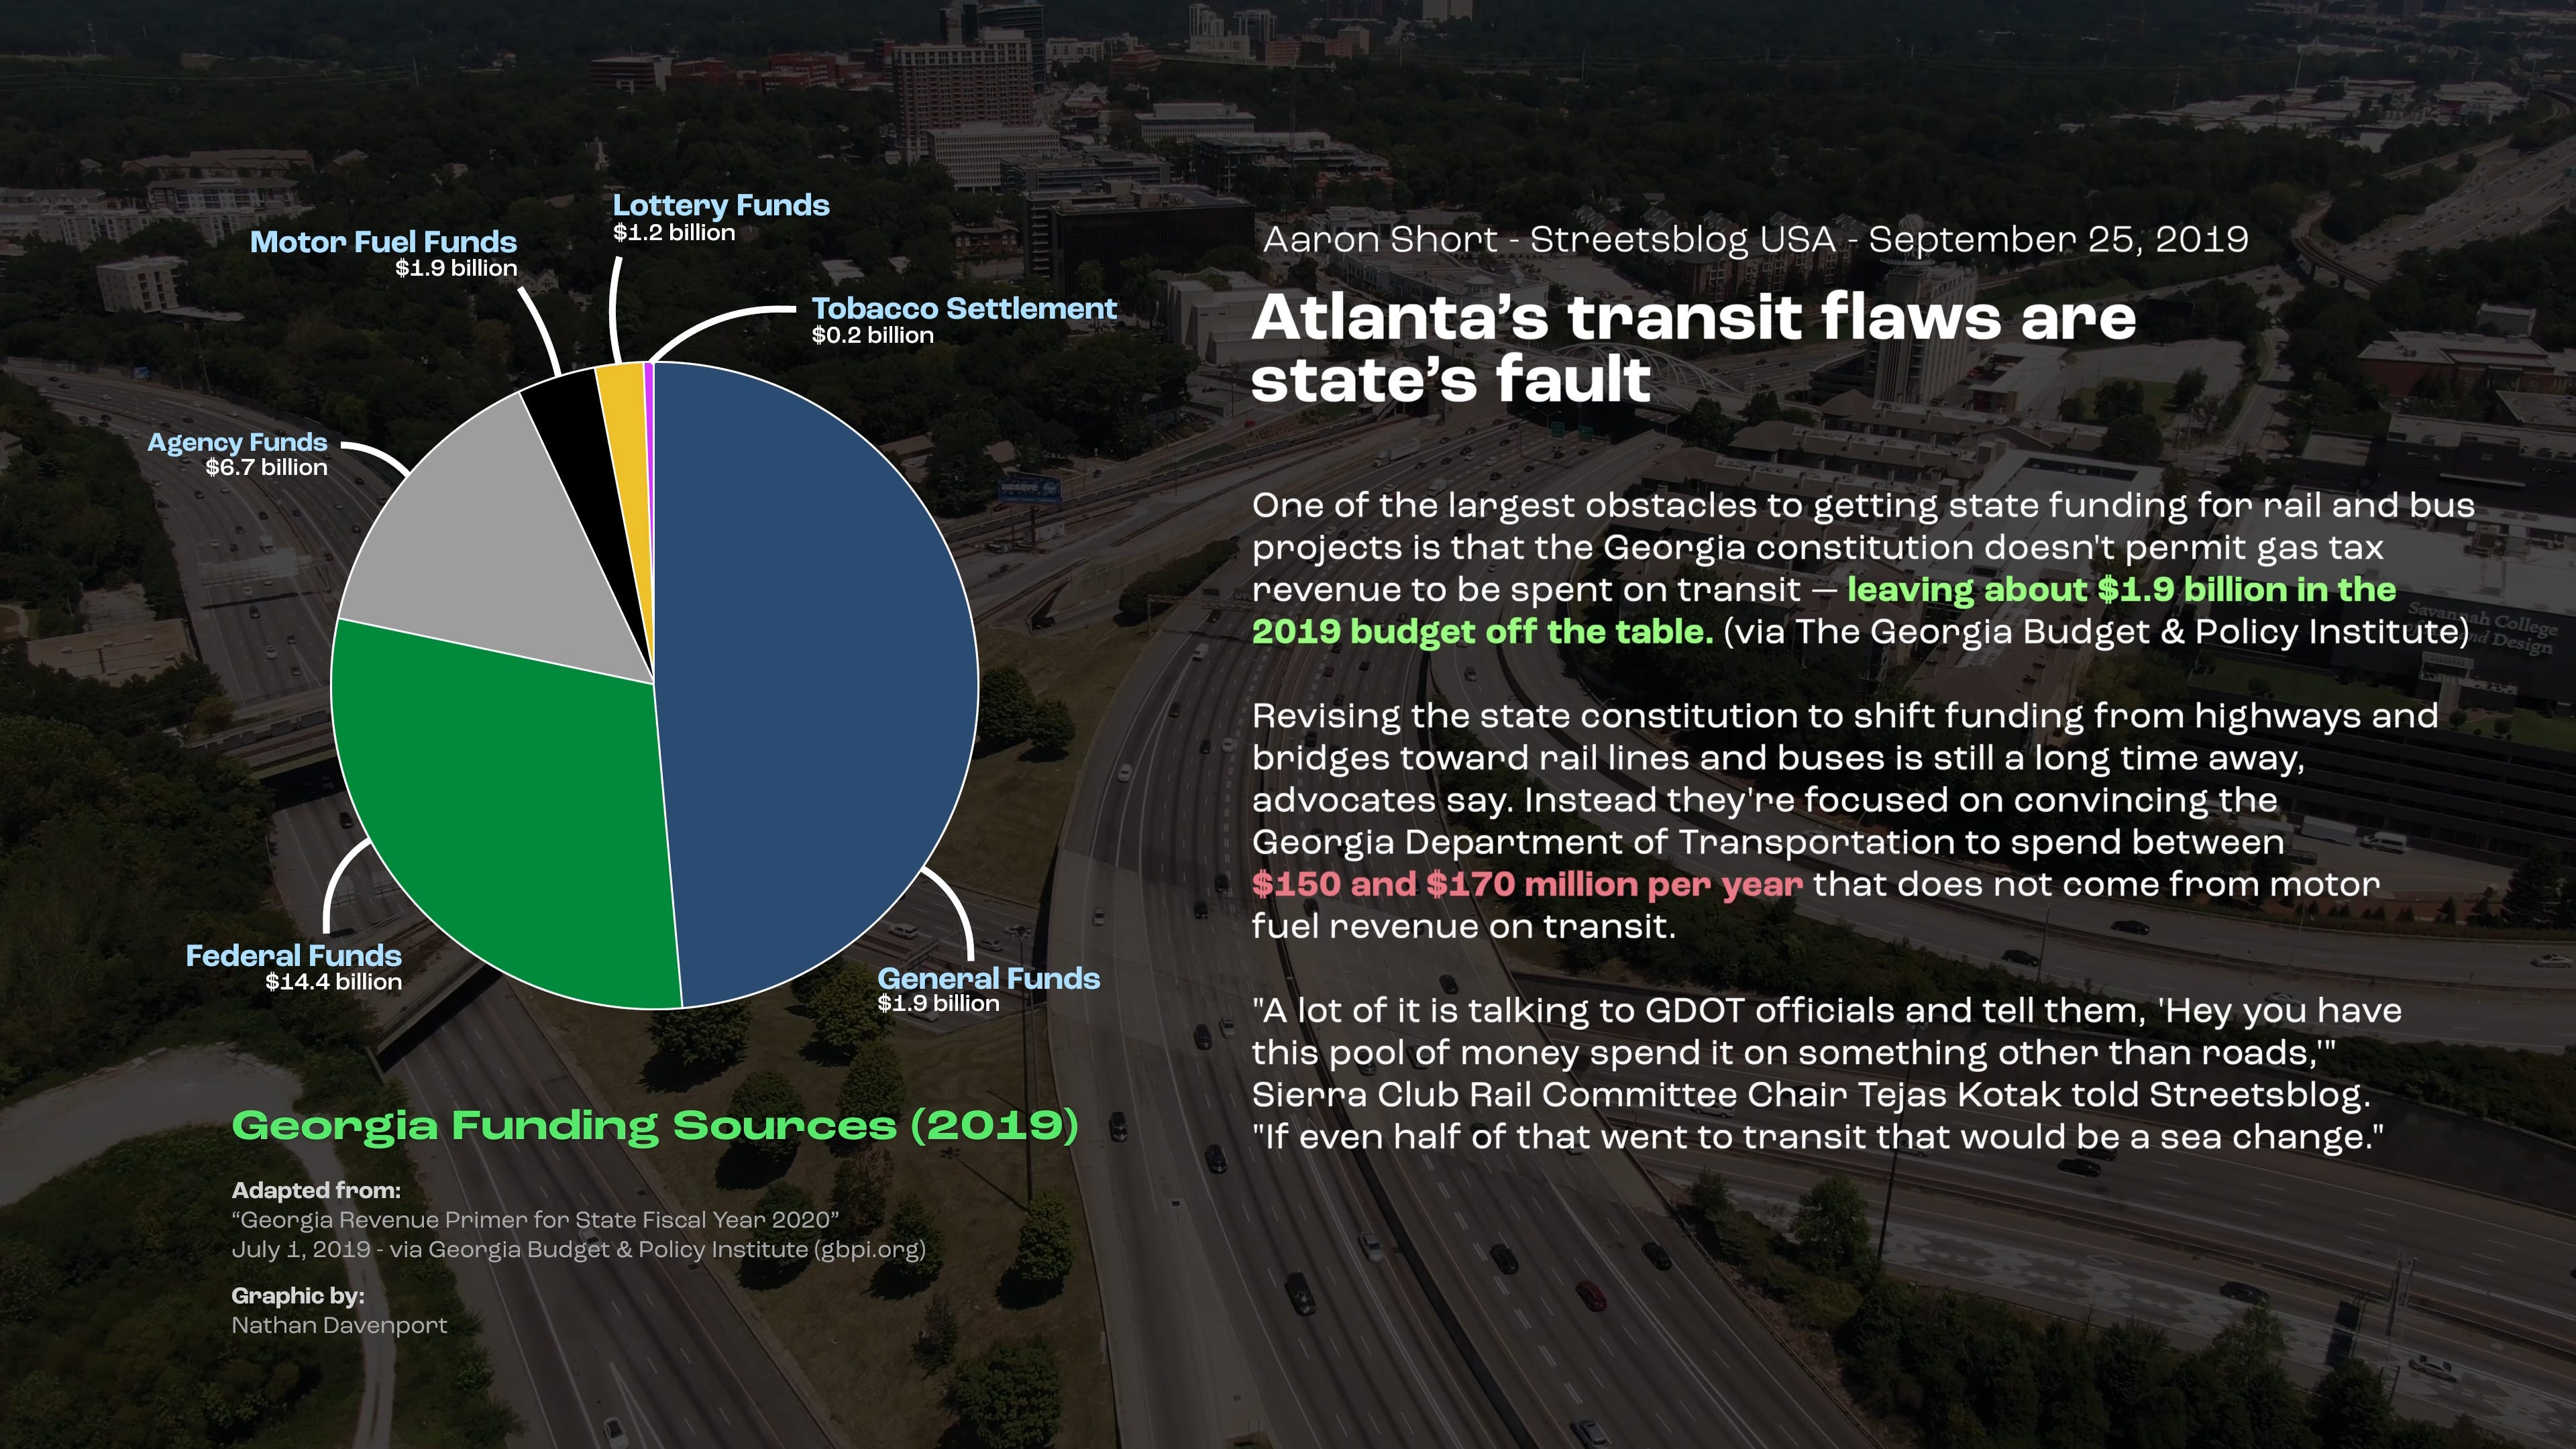 Lottery Funds
$1.2 billion
Motor Fuel Funds
$1.9 billion
Tobacco Settlement
$0.2 billion
Agency Funds
$6.7 billion
Federal Funds
$14.4 billion
General Funds
$1.9 billion
Georgia Funding Sources (2019)
Adapted from:
“Georgia Revenue Primer for State Fiscal Year 2020”
July 1, 2019 - via Georgia Budget & Policy Institute (gbpi.org)
Graphic by:
Nathan Davenport
Aaron Short - Streetsblog USA - September 25, 2019
Atlanta’s transit flaws are
state’s fault
One of the largest obstacles to getting state funding for rail and bus
projects is that the Georgia constitution doesn't permit gas tax
revenue to be spent on transit — leaving about $1.9 billion in the
2019 budget off the table. (via The Georgia Budget & Policy Institute)
Revising the state constitution to shift funding from highways and
bridges toward rail lines and buses is still a long time away,
advocates say. Instead they're focused on convincing the
Georgia Department of Transportation to spend between
$150 and $170 million per year that does not come from motor
fuel revenue on transit.
"A lot of it is talking to GDOT officials and tell them, 'Hey you have
this pool of money spend it on something other than roads,'"
Sierra Club Rail Committee Chair Tejas Kotak told Streetsblog.
"If even half of that went to transit that would be a sea change."
Savannah College
and Design